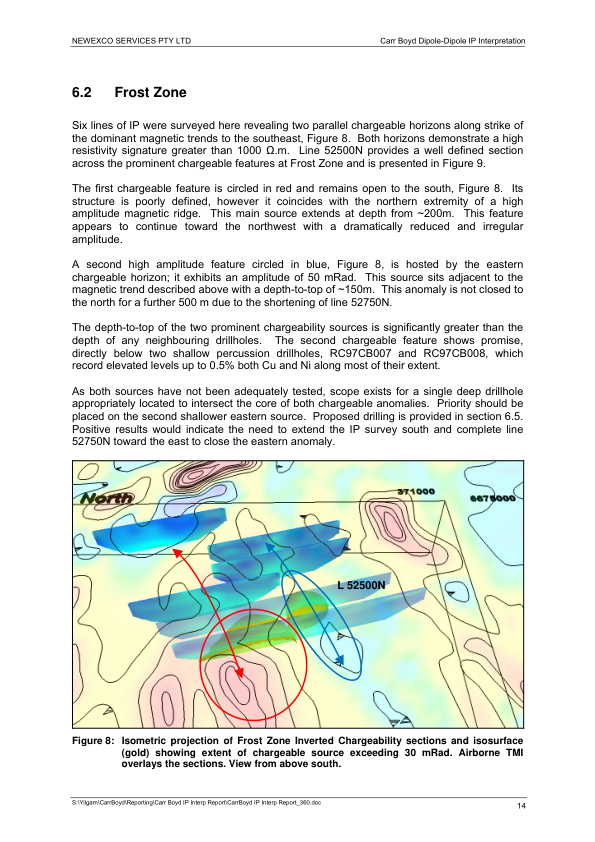 NEWEXCO SERVICES PTY LTD Carr Boyd Dipole-Dipole IP Interpretation
6.2 Frost Zone
Six lines of IP were surveyed here revealing two parallel chargeable horizons along strike of
the dominant magnetic trends to the southeast, Figure 8. Both horizons demonstrate a high
resistivity signature greater than 1000 Ω.m. Line 52500N provides a well defined section
across the prominent chargeable features at Frost Zone and is presented in Figure 9.
The first chargeable feature is circled in red and remains open to the south, Figure 8. Its
structure is poorly defined, however it coincides with the northern extremity of a high
amplitude magnetic ridge. This main source extends at depth from ~200m. This feature
appears to continue toward the northwest with a dramatically reduced and irregular
amplitude.
A second high amplitude feature circled in blue, Figure 8, is hosted by the eastern
chargeable horizon; it exhibits an amplitude of 50 mRad. This source sits adjacent to the
magnetic trend described above with a depth-to-top of ~150m. This anomaly is not closed to
the north for a further 500 m due to the shortening of line 52750N.
The depth-to-top of the two prominent chargeability sources is significantly greater than the
depth of any neighbouring drillholes. The second chargeable feature shows promise,
directly below two shallow percussion drillholes, RC97CB007 and RC97CB008, which
record elevated levels up to 0.5% both Cu and Ni along most of their extent.
As both sources have not been adequately tested, scope exists for a single deep drillhole
appropriately located to intersect the core of both chargeable anomalies. Priority should be
placed on the second shallower eastern source. Proposed drilling is provided in section 6.5.
Positive results would indicate the need to extend the IP survey south and complete line
52750N toward the east to close the eastern anomaly.
North
371000
6675000
L 52500N
Figure 8: Isometric projection of Frost Zone Inverted Chargeability sections and isosurface
(gold) showing extent of chargeable source exceeding 30 mRad. Airborne TMI
overlays the sections. View from above south.
S:\Yilgarn\CarrBoyd\Reporting\Carr Boyd IP Interp Report\CarrBoyd IP Interp Report_360.doc
14